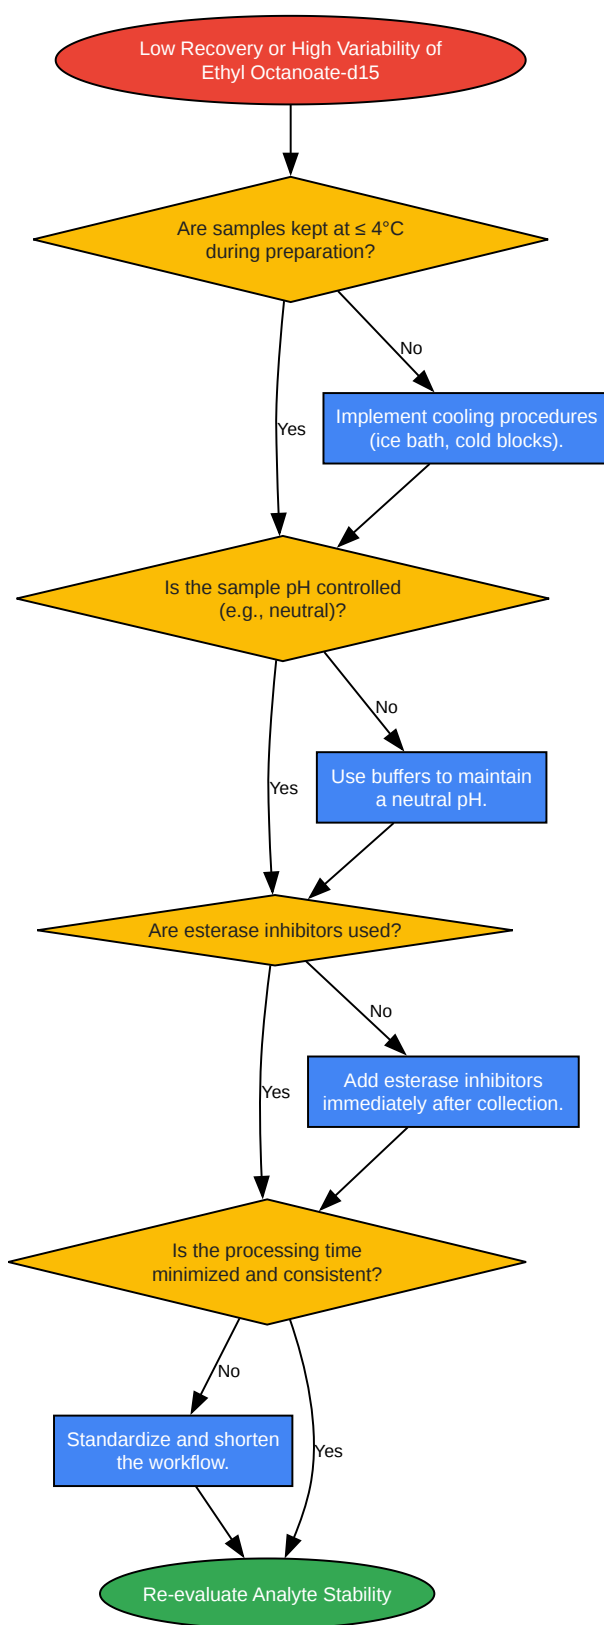 Low Recovery or High Variability of
Ethyl Octanoate-d15
Are samples kept at ≤ 4°C
during preparation?
No
Implement cooling procedures
(ice bath, cold blocks).
Yes
Is the sample pH controlled
(e.g., neutral)?
No
Use buffers to maintain
a neutral pH.
Yes
Are esterase inhibitors used?
No
Add esterase inhibitors
immediately after collection.
Yes
Is the processing time
minimized and consistent?
No
Standardize and shorten
the workflow.
Yes
Re-evaluate Analyte Stability